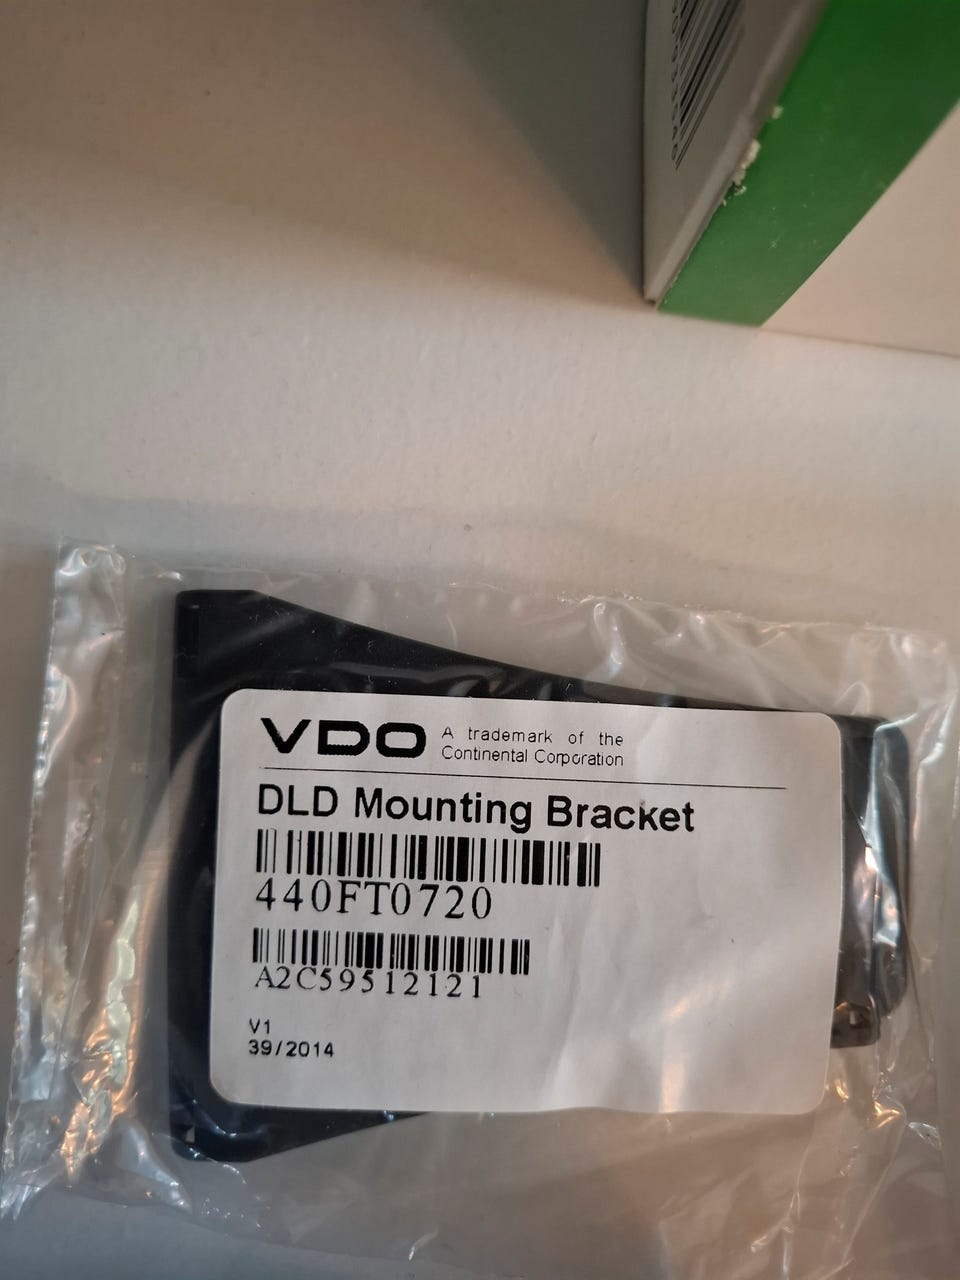 VDO
A trademark of the
Continental Corporation
DLD Mounting Bracket
440FT0720
A2C59512121
V1
39/2014